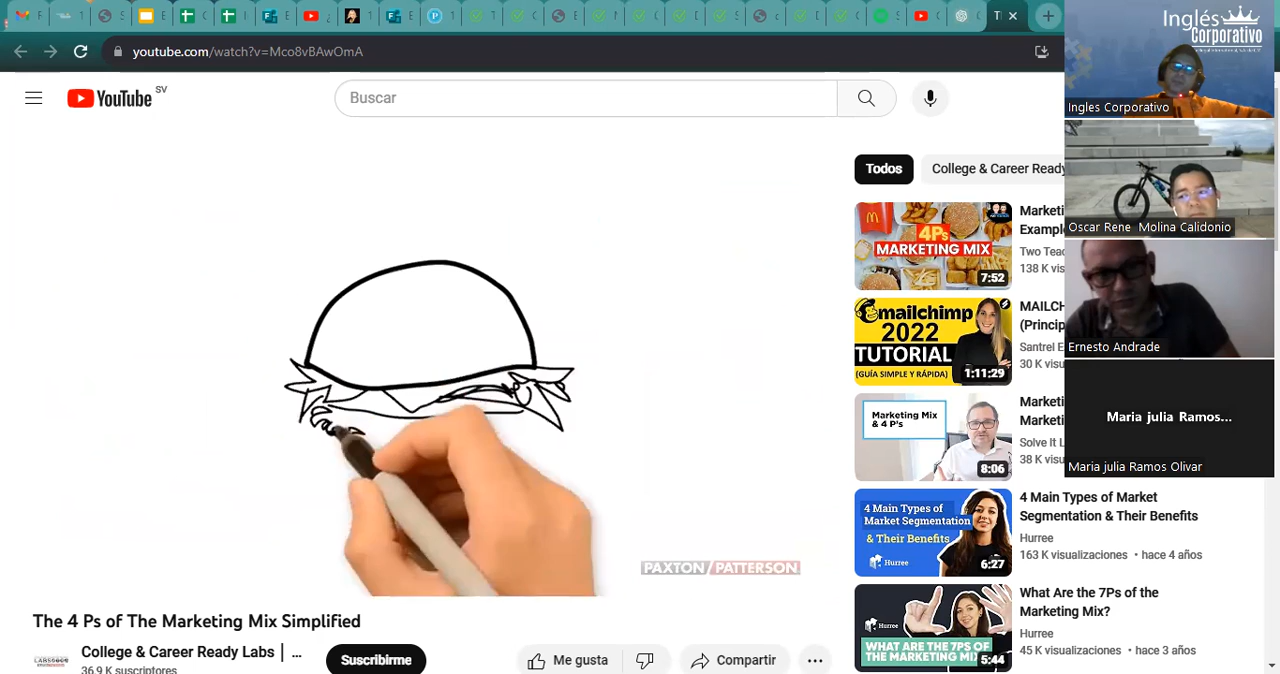 youtube.com/watch?v=Mco8vBAwOmA
YouTube SV
Buscar
Todos
College & Career Ready
4Ps
MARKETING MIX
7:52
Marketi
Example
Two Tea
138 K vis
mailchimp
2022
TUTORIAL
(GUÍA SIMPLE Y RÁPIDA)
1:11:29
MAILCH
(Princip
Santrel E
30 K visu
Marketing Mix
& 4 P's
8:06
Marketi
Marketi
Solve It L
38 K visu
4 Main Types of
Market Segmentation
& Their Benefits
Hurree
6:27
4 Main Types of Market
Segmentation & Their Benefits
Hurree
163 K visualizaciones • hace 4 años
Hurree
WHAT ARE THE 7PS OF
THE MARKETING MIX
5:44
What Are the 7Ps of the
Marketing Mix?
Hurree
45 K visualizaciones • hace 3 años
PAXTON/PATTERSON
The 4 Ps of The Marketing Mix Simplified
College & Career Ready Labs | ...
36.9 K suscriptores
Suscribirme
Me gusta
Compartir
Inglés
Corporativo
Ingles Corporativo
Oscar Rene Molina Calidonio
Ernesto Andrade
Maria julia Ramos...
Maria julia Ramos Olivar